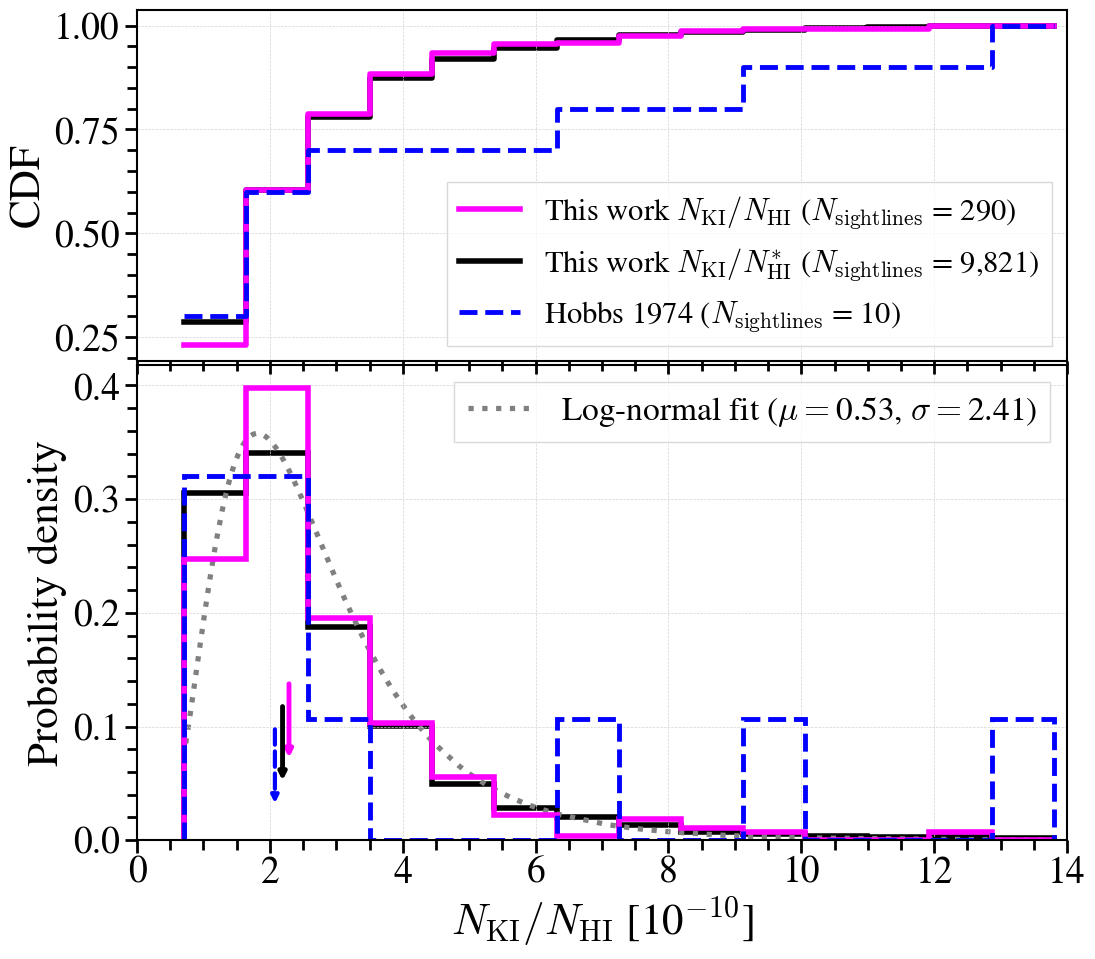 1.00
0.75
0.50
0.25
CDF
This work N_KI/N_HI (N_sightlines = 290)
This work N_KI/N*_HI (N_sightlines = 9,821)
Hobbs 1974 (N_sightlines = 10)
0.4
0.3
0.2
0.1
0.0
Probability density
Log-normal fit (μ = 0.53, σ = 2.41)
0 2 4 6 8 10 12 14
N_KI/N_HI [10^−10]